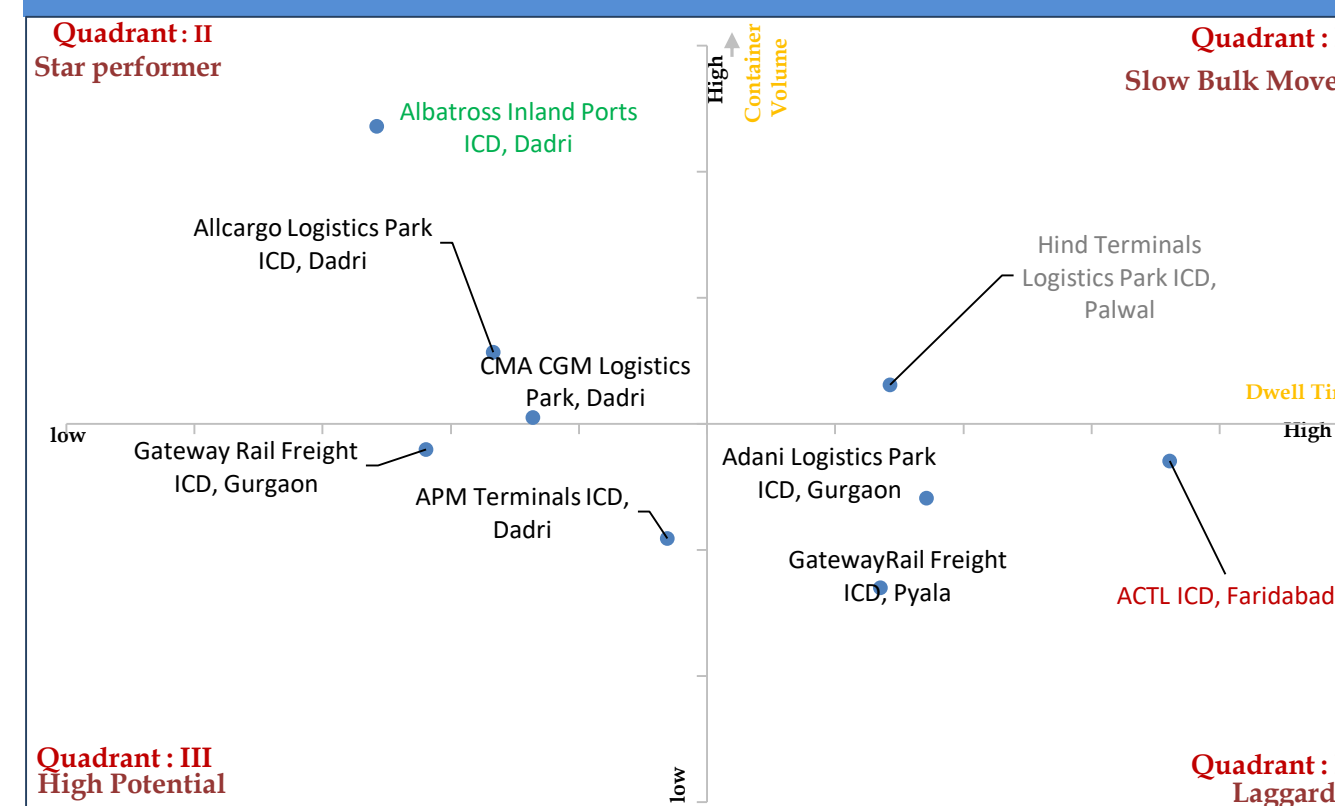 Quadrant : II
Star performer
High
Container
Volume
Quadrant :
Slow Bulk Move
Albatross Inland Ports
ICD, Dadri
Allcargo Logistics Park
ICD, Dadri
Hind Terminals
Logistics Park ICD,
Palwal
CMA CGM Logistics
Park, Dadri
Dwell Ti
low
High
Gateway Rail Freight
ICD, Gurgaon
Adani Logistics Park
ICD, Gurgaon
APM Terminals ICD,
Dadri
GatewayRail Freight
ICD, Pyala
ACTL ICD, Faridabad
Quadrant : III
High Potential
low
Quadrant :
Laggard